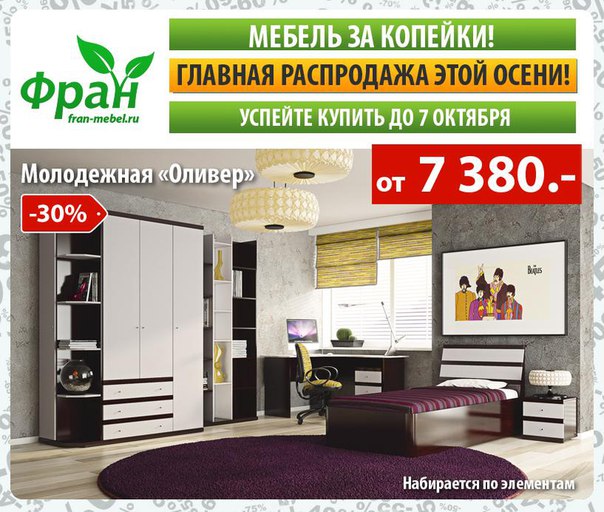 Фран
fran-mebel.ru
МЕБЕЛЬ ЗА КОПЕЙКИ!
ГЛАВНАЯ РАСПРОДАЖА ЭТОЙ ОСЕНИ!
УСПЕЙТЕ КУПИТЬ ДО 7 ОКТЯБРЯ
Молодежная «Оливер»
-30%
от 7 380.-
The
BEATLES
Набирается по элементам